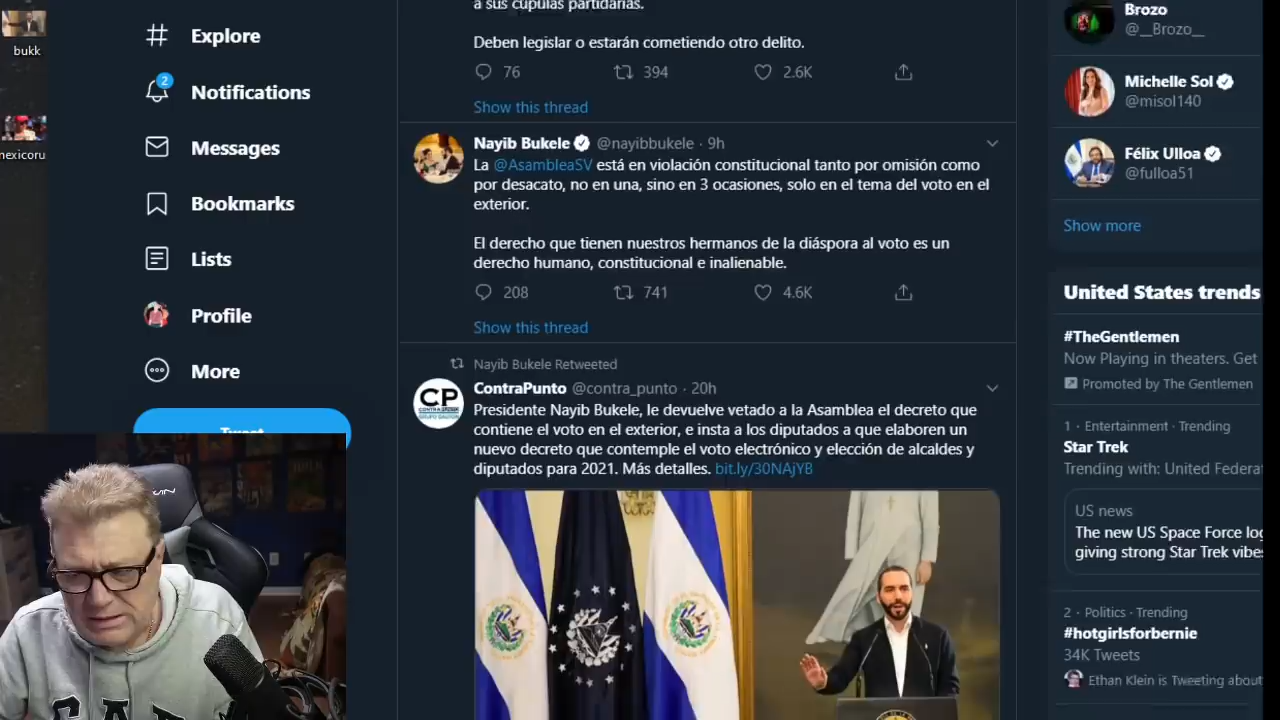 bukk
mexicoru
Explore
2
Notifications
Messages
Bookmarks
Lists
Profile
More
Tweet
a sus cúpulas partidarias.
Deben legislar o estarán cometiendo otro delito.
76 394 2.6K
Show this thread
Nayib Bukele @nayibbukele · 9h
La @AsambleaSV está en violación constitucional tanto por omisión como
por desacato, no en una, sino en 3 ocasiones, solo en el tema del voto en el
exterior.
El derecho que tienen nuestros hermanos de la diáspora al voto es un
derecho humano, constitucional e inalienable.
208 741 4.6K
Show this thread
Nayib Bukele Retweeted
CP
ContraPunto @contra_punto · 20h
Presidente Nayib Bukele, le devuelve vetado a la Asamblea el decreto que
contiene el voto en el exterior, e insta a los diputados a que elaboren un
nuevo decreto que contemple el voto electrónico y elección de alcaldes y
diputados para 2021. Más detalles. bit.ly/30NAjYB
Brozo
@__Brozo__
Michelle Sol
@misol140
Félix Ulloa
@fulloa51
Show more
United States trends
#TheGentlemen
Now Playing in theaters. Get
Promoted by The Gentlemen
1 · Entertainment · Trending
Star Trek
Trending with: United Federa
US news
The new US Space Force log
giving strong Star Trek vibe
2 · Politics · Trending
#hotgirlsforbernie
34K Tweets
Ethan Klein is Tweeting about